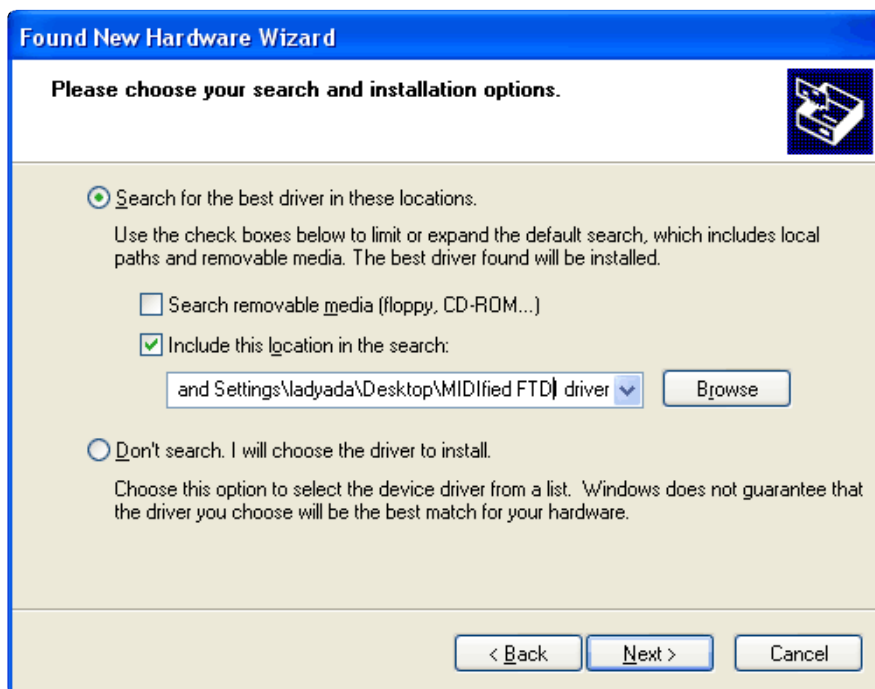 Found New Hardware Wizard
Please choose your search and installation options.
Search for the best driver in these locations.
Use the check boxes below to limit or expand the default search, which includes local
paths and removable media. The best driver found will be installed.
Search removable media (floppy, CD-ROM...)
Include this location in the search:
and Settings\ladyada\Desktop\MIDIfied FTDI driver
Browse
Don't search. I will choose the driver to install.
Choose this option to select the device driver from a list. Windows does not guarantee that
the driver you choose will be the best match for your hardware.
< Back
Next >
Cancel